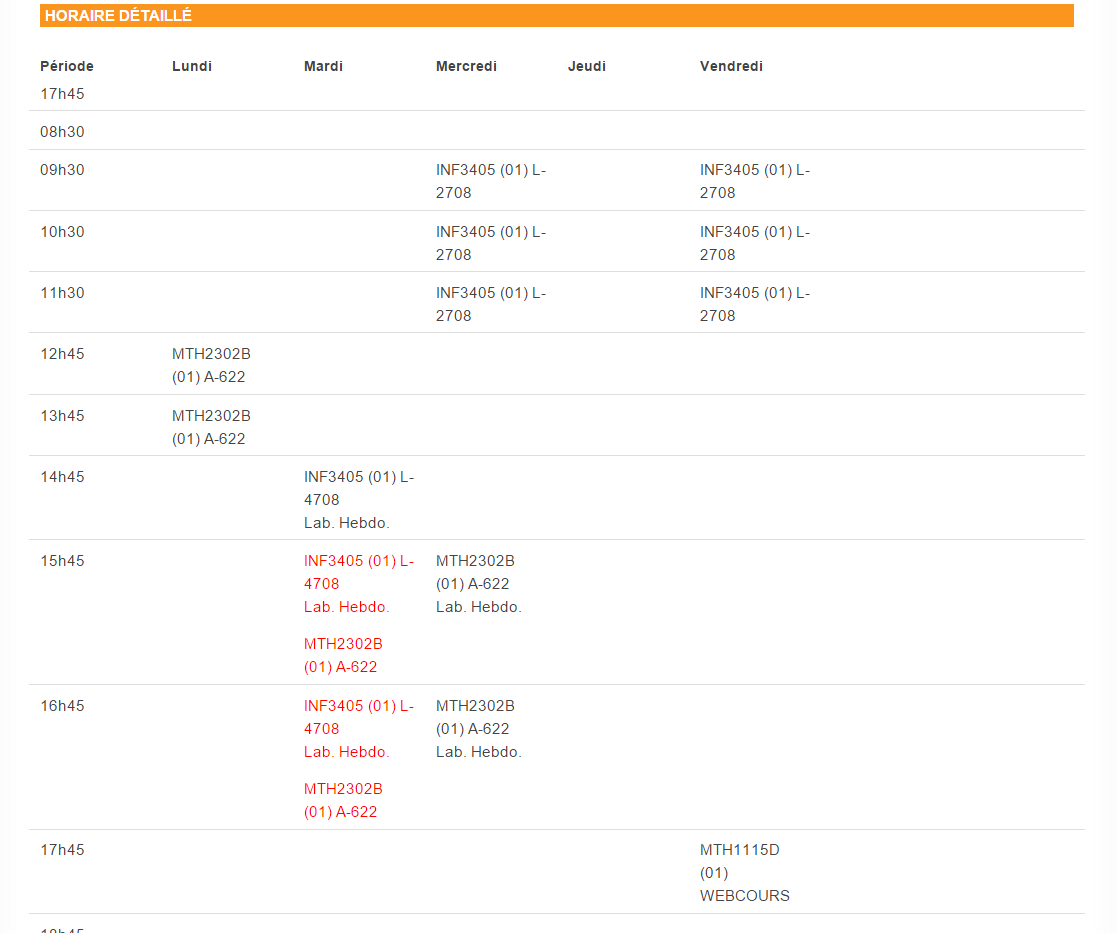 HORAIRE DÉTAILLÉ
Période Lundi Mardi Mercredi Jeudi Vendredi
17h45
08h30
09h30 INF3405 (01) L- INF3405 (01) L-
2708 2708
10h30 INF3405 (01) L- INF3405 (01) L-
2708 2708
11h30 INF3405 (01) L- INF3405 (01) L-
2708 2708
12h45 MTH2302B
(01) A-622
13h45 MTH2302B
(01) A-622
14h45 INF3405 (01) L-
4708
Lab. Hebdo.
15h45 INF3405 (01) L- MTH2302B
4708 (01) A-622
Lab. Hebdo. Lab. Hebdo.
MTH2302B
(01) A-622
16h45 INF3405 (01) L- MTH2302B
4708 (01) A-622
Lab. Hebdo. Lab. Hebdo.
MTH2302B
(01) A-622
17h45 MTH1115D
(01)
WEBCOURS